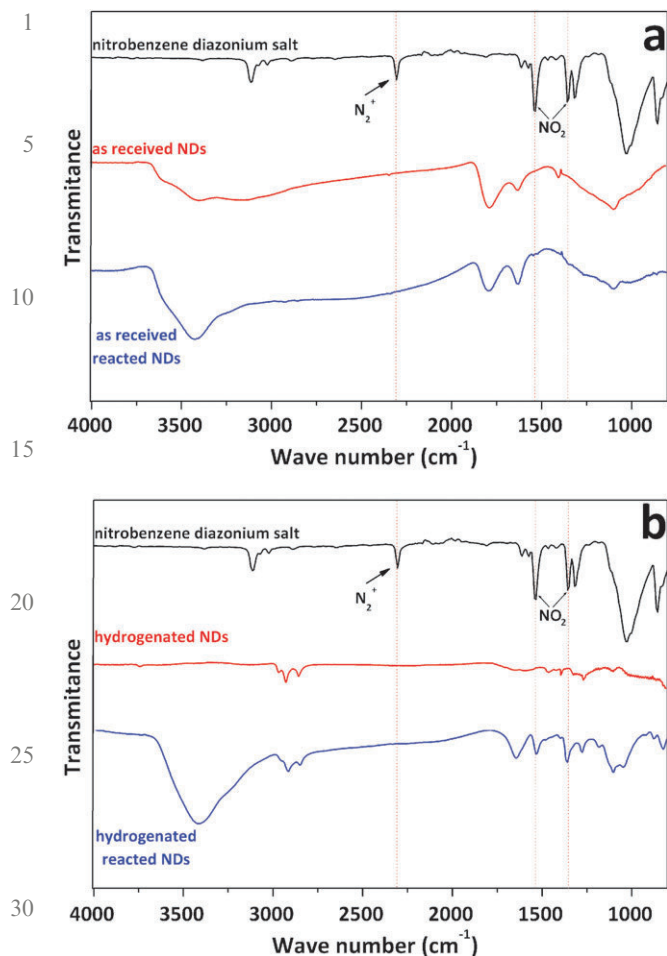 1
a
nitrobenzene diazonium salt
N₂⁺
NO₂
5
as received NDs
Transmitance
10
as received
reacted NDs
4000 3500 3000 2500 2000 1500 1000
15
Wave number (cm⁻¹)
b
nitrobenzene diazonium salt
N₂⁺
NO₂
20
hydrogenated NDs
Transmitance
25
hydrogenated
reacted NDs
30
4000 3500 3000 2500 2000 1500 1000
Wave number (cm⁻¹)